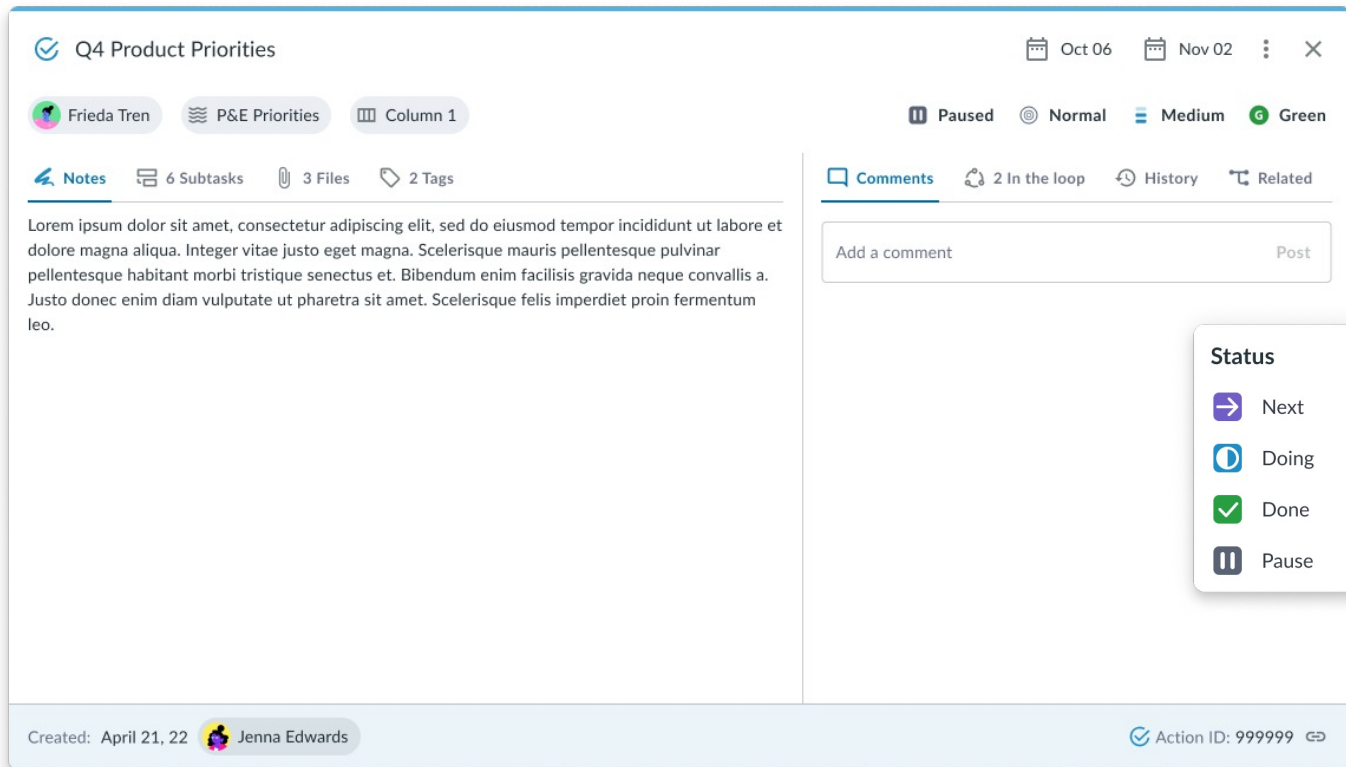 Q4 Product Priorities
Oct 06
Nov 02
Frieda Tren
P&E Priorities
Column 1
Paused
Normal
Medium
G Green
Notes
6 Subtasks
3 Files
2 Tags
Comments
2 In the loop
History
Related
Lorem ipsum dolor sit amet, consectetur adipiscing elit, sed do eiusmod tempor incididunt ut labore et
dolore magna aliqua. Integer vitae justo eget magna. Scelerisque mauris pellentesque pulvinar
pellentesque habitant morbi tristique senectus et. Bibendum enim facilisis gravida neque convallis a.
Justo donec enim diam vulputate ut pharetra sit amet. Scelerisque felis imperdiet proin fermentum
leo.
Add a comment
Post
Status
Next
Doing
Done
Pause
Created: April 21, 22
Jenna Edwards
Action ID: 999999